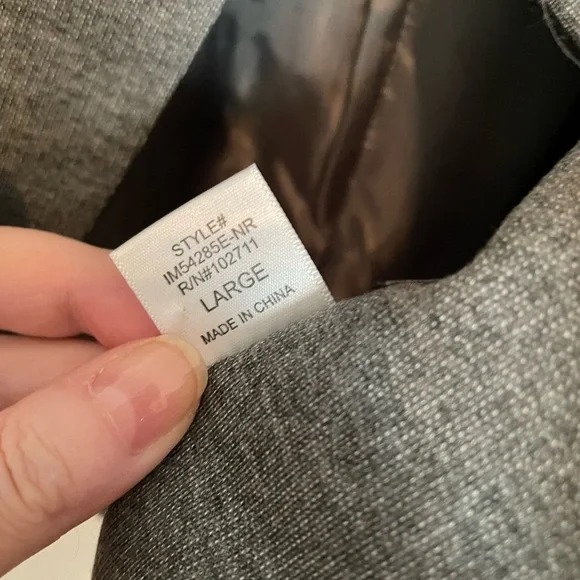 STYLE#
IM54285E-NR
R/N#102711
LARGE
MADE IN CHINA